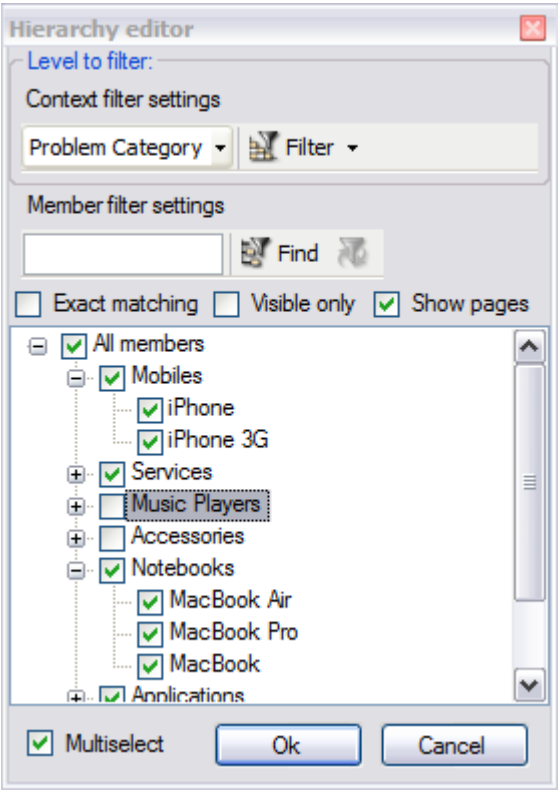 Hierarchy editor
Level to filter:
Context filter settings
Problem Category Filter
Member filter settings
Find
Exact matching Visible only Show pages
All members
Mobiles
iPhone
iPhone 3G
Services
Music Players
Accessories
Notebooks
MacBook Air
MacBook Pro
MacBook
Applications
Multiselect Ok Cancel